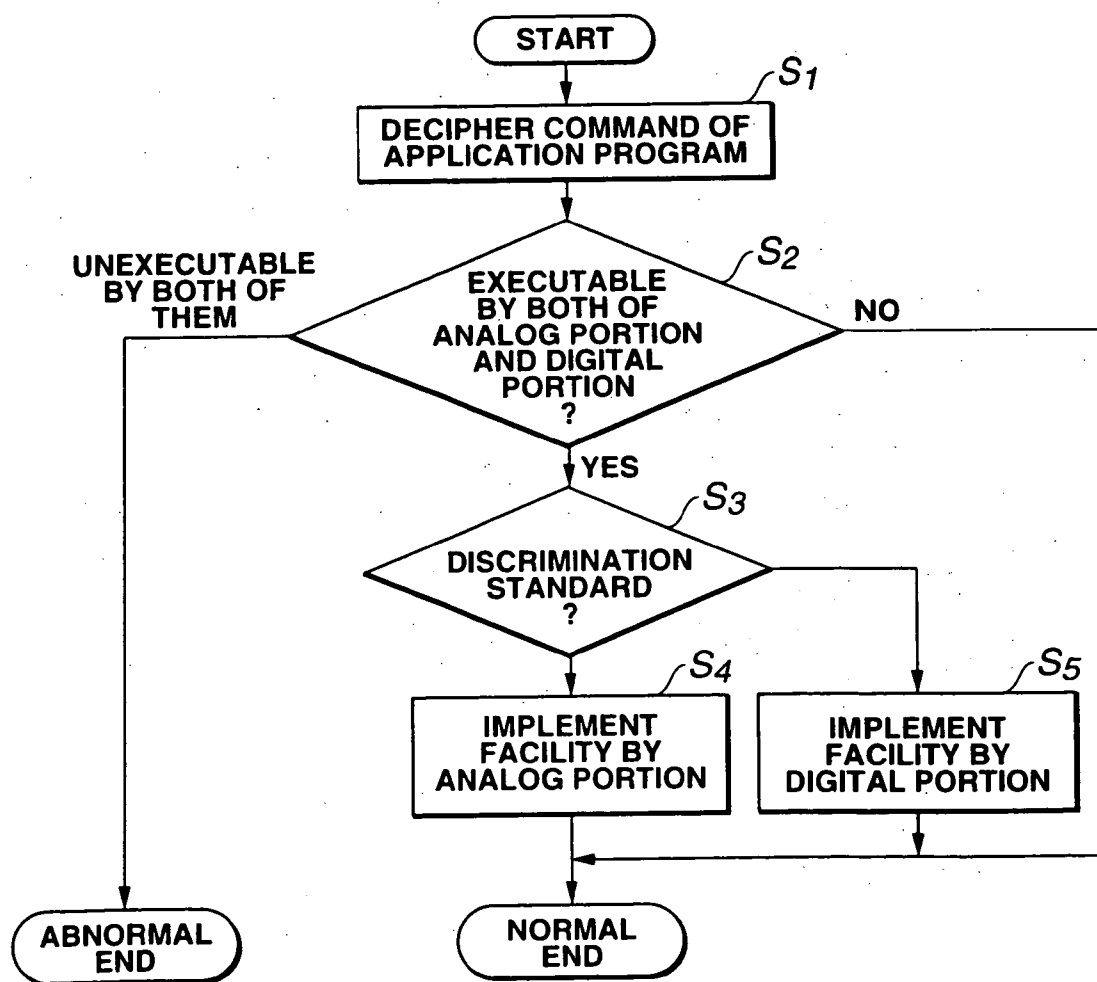 START
S1
DECIPHER COMMAND OF
APPLICATION PROGRAM
S2
UNEXECUTABLE
BY BOTH OF
THEM
EXECUTABLE
BY BOTH OF
ANALOG PORTION
AND DIGITAL
PORTION
?
NO
YES
S3
DISCRIMINATION
STANDARD
?
S4
IMPLEMENT
FACILITY BY
ANALOG PORTION
S5
IMPLEMENT
FACILITY BY
DIGITAL PORTION
ABNORMAL
END
NORMAL
END